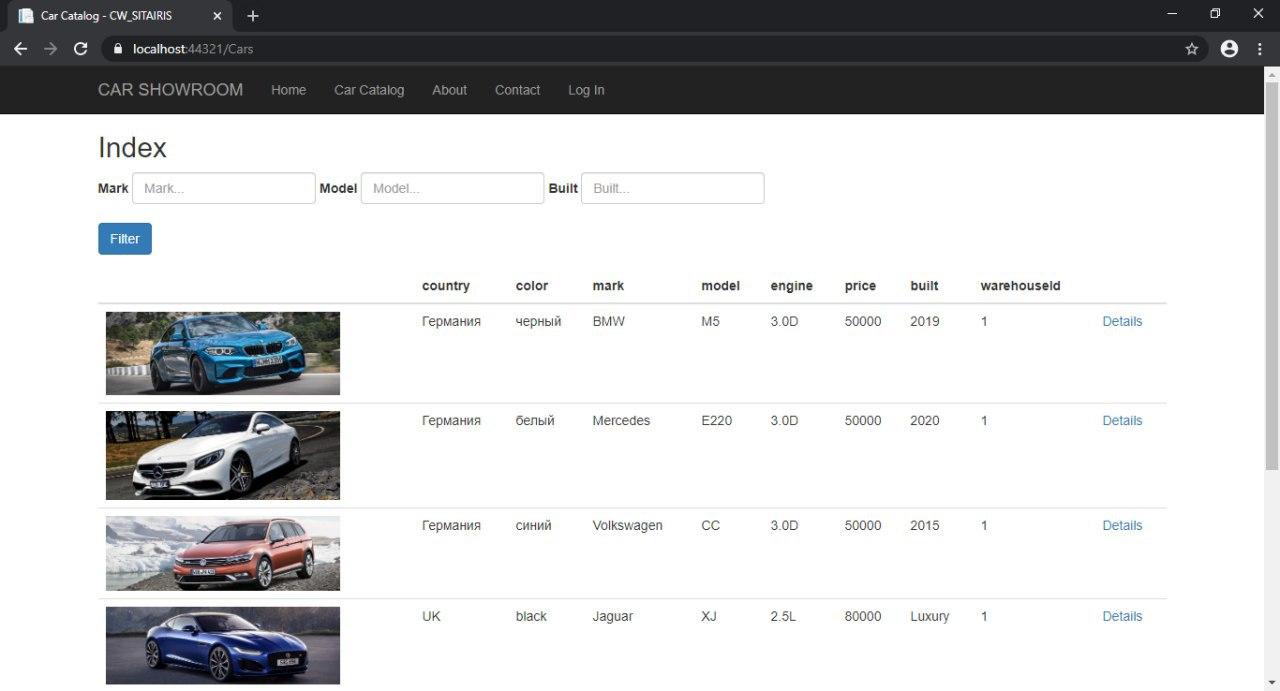 Car Catalog - CW_SITAIRIS
localhost:44321/Cars
CAR SHOWROOM Home Car Catalog About Contact Log In
Index
Mark Mark... Model Model... Built Built...
Filter
country color mark model engine price built warehouseId
Германия черный BMW M5 3.0D 50000 2019 1 Details
Германия белый Mercedes E220 3.0D 50000 2020 1 Details
Германия синий Volkswagen CC 3.0D 50000 2015 1 Details
UK black Jaguar XJ 2.5L 80000 Luxury 1 Details